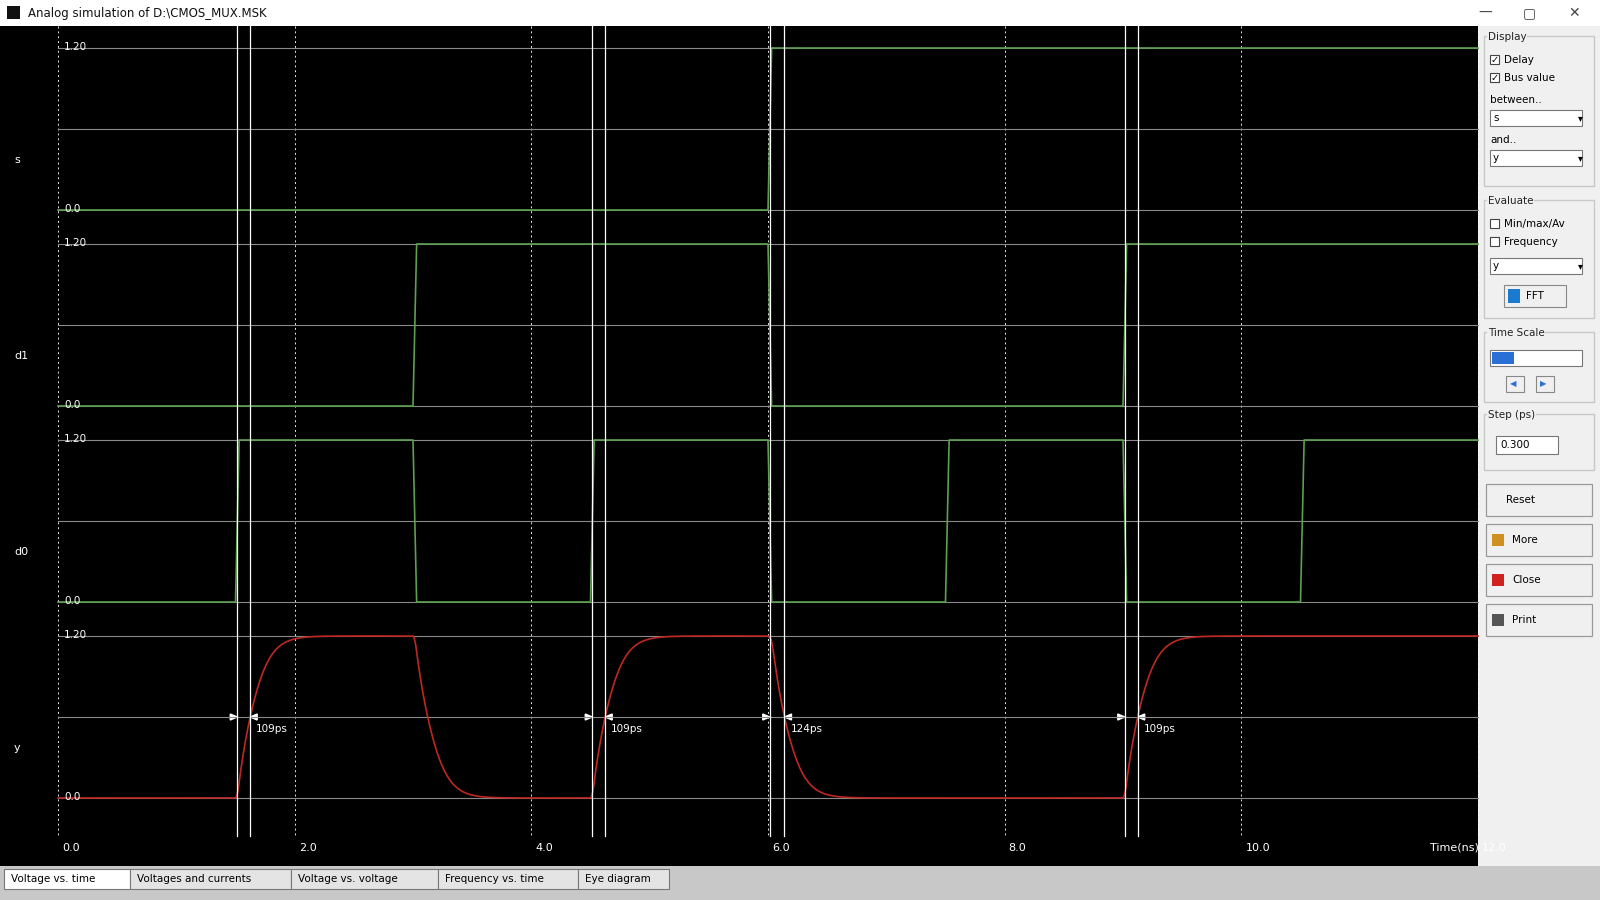 Analog simulation of D:\CMOS_MUX.MSK
1.20
s
0.0
1.20
d1
0.0
1.20
d0
0.0
1.20
109ps
109ps
124ps
109ps
y
0.0
0.0 2.0 4.0 6.0 8.0 10.0 Time(ns) 12.0
Display
Delay
Bus value
between..
s
and..
y
Evaluate
Min/max/Av
Frequency
y
FFT
Time Scale
Step (ps)
0.300
Reset
More
Close
Print
Voltage vs. time Voltages and currents Voltage vs. voltage Frequency vs. time Eye diagram